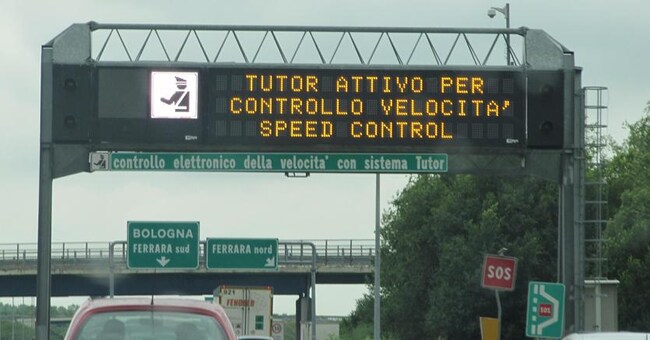 TUTOR ATTIVO PER
CONTROLLO VELOCITA'
SPEED CONTROL
controllo elettronico della velocita' con sistema Tutor
BOLOGNA
FERRARA sud
FERRARA nord
SOS
SOS